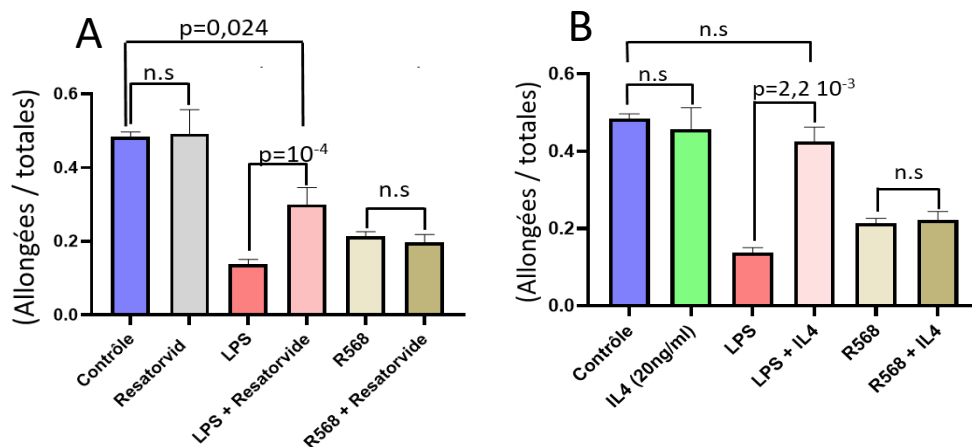 A
p=0,024
n.s
p=10-4
n.s
(Allongées / totales)
0.6
0.4
0.2
0.0
Contrôle
Resatorvid
LPS
LPS + Resatorvide
R568
R568 + Resatorvide
B
n.s
n.s
p=2,2 10-3
n.s
(Allongées / totales)
0.6
0.4
0.2
0.0
Contrôle
IL4 (20ng/ml)
LPS
LPS + IL4
R568
R568 + IL4